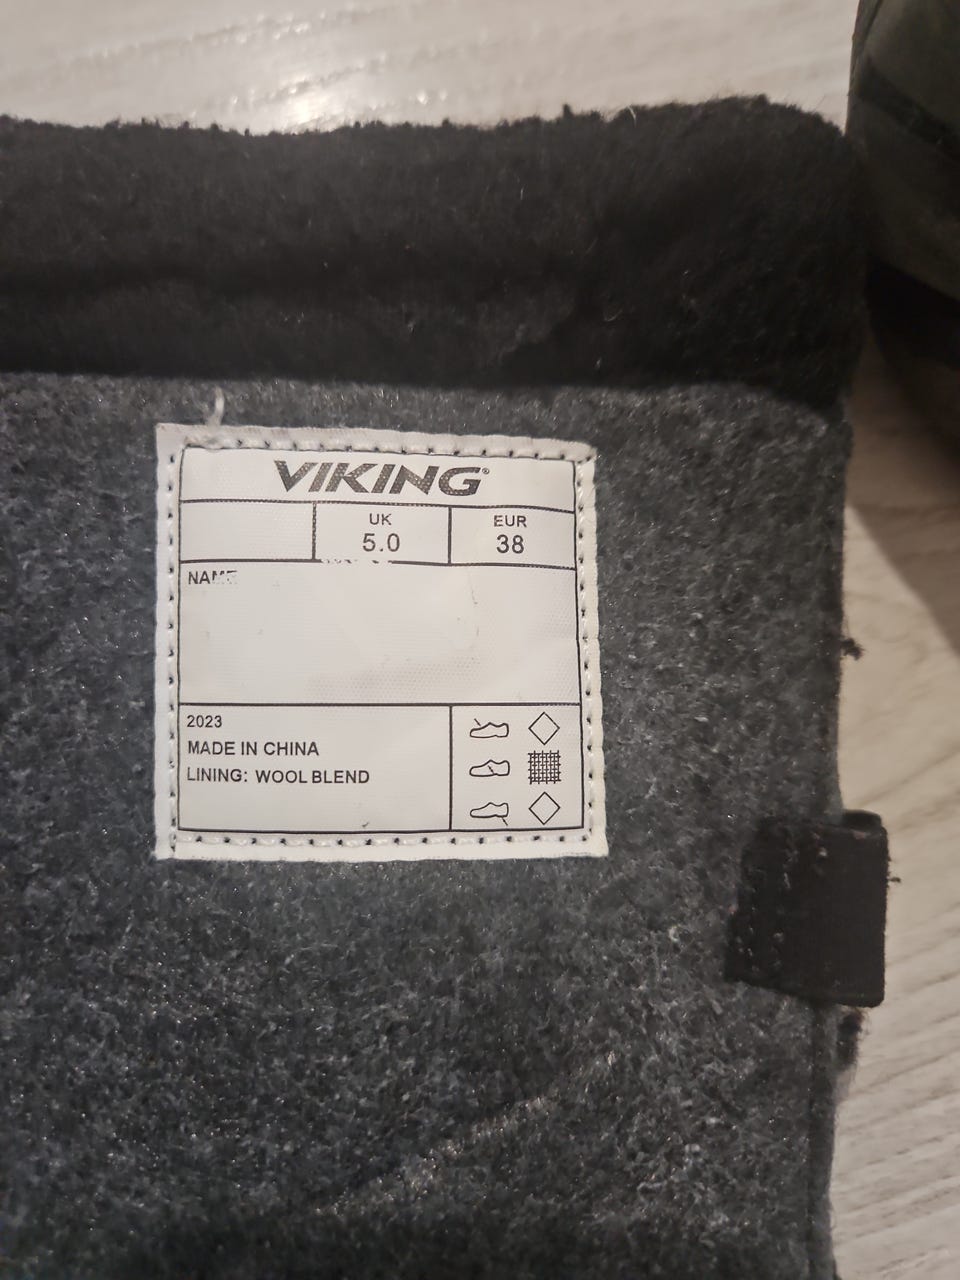 VIKING®
UK
5.0
EUR
38
NAME
2023
MADE IN CHINA
LINING: WOOL BLEND